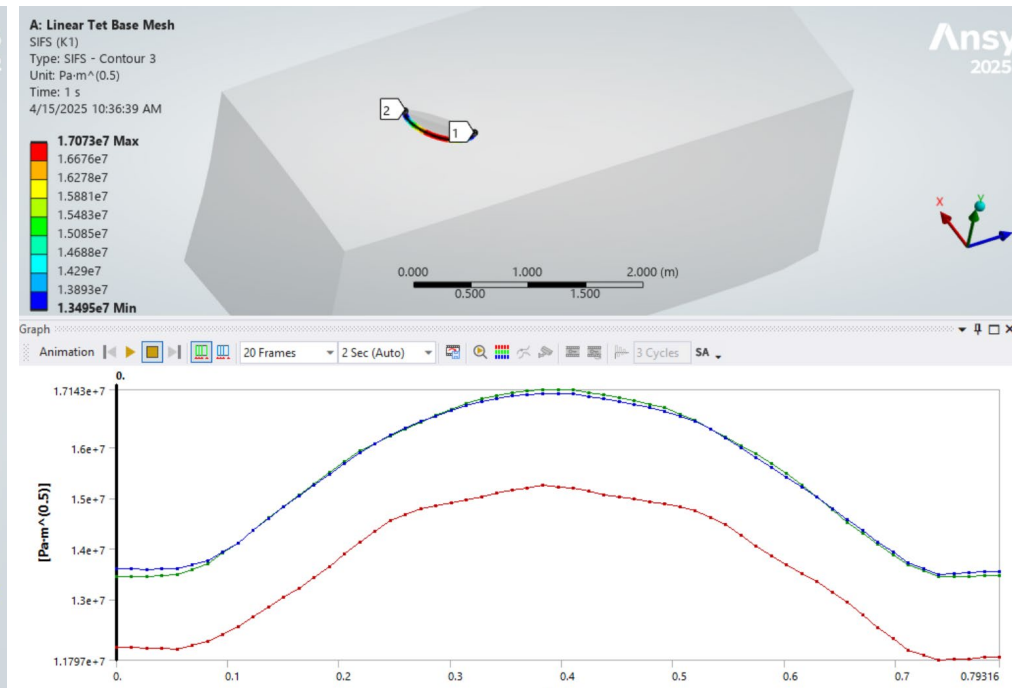 A: Linear Tet Base Mesh
SIFS (K1)
Type: SIFS - Contour 3
Unit: Pa·m^(0.5)
Time: 1 s
4/15/2025 10:36:39 AM
1.7073e7 Max
1.6676e7
1.6278e7
1.5881e7
1.5483e7
1.5085e7
1.4688e7
1.429e7
1.3893e7
1.3495e7 Min
Ansy
2025
2
1
X
Y
0.000 1.000 2.000 (m)
0.500 1.500
Graph
Animation 20 Frames 2 Sec (Auto) 3 Cycles SA
0.
1.7143e+7
1.6e+7
1.5e+7
1.4e+7
1.3e+7
1.1797e+7
[Pa·m^(0.5)]
0. 0.1 0.2 0.3 0.4 0.5 0.6 0.7 0.79316